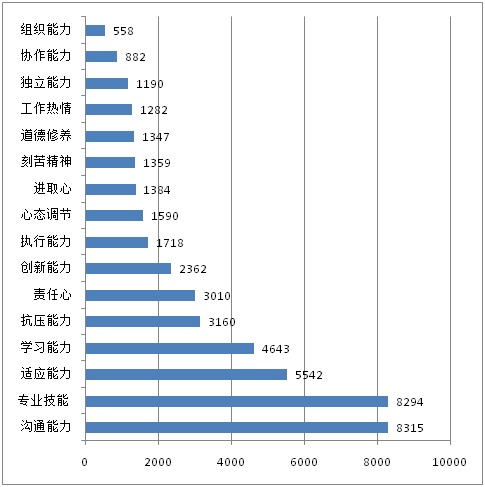 组织能力 558
协作能力 882
独立能力 1190
工作热情 1282
道德修养 1347
刻苦精神 1359
进取心 1384
心态调节 1590
执行能力 1718
创新能力 2362
责任心 3010
抗压能力 3160
学习能力 4643
适应能力 5542
专业技能 8294
沟通能力 8315
0 2000 4000 6000 8000 10000